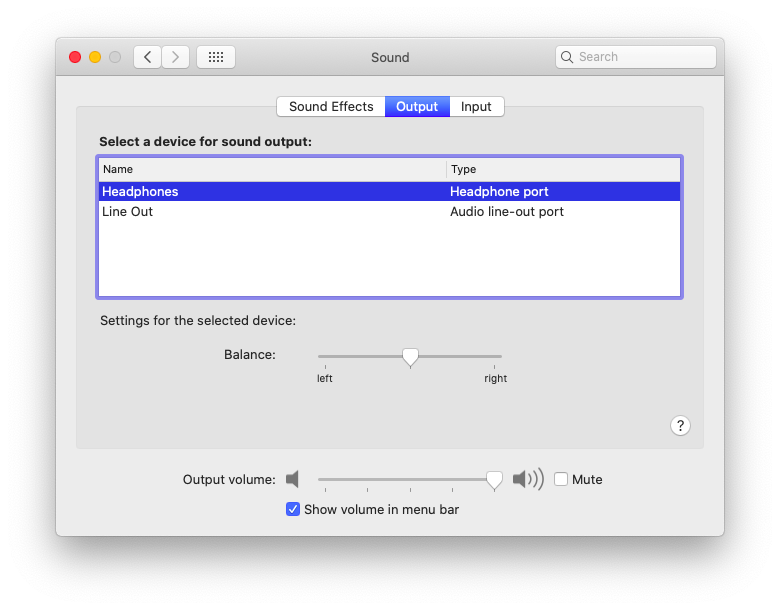 Sound
Search
Sound Effects Output Input
Select a device for sound output:
Name Type
Headphones Headphone port
Line Out Audio line-out port
Settings for the selected device:
Balance:
left right
?
Output volume: Mute
Show volume in menu bar